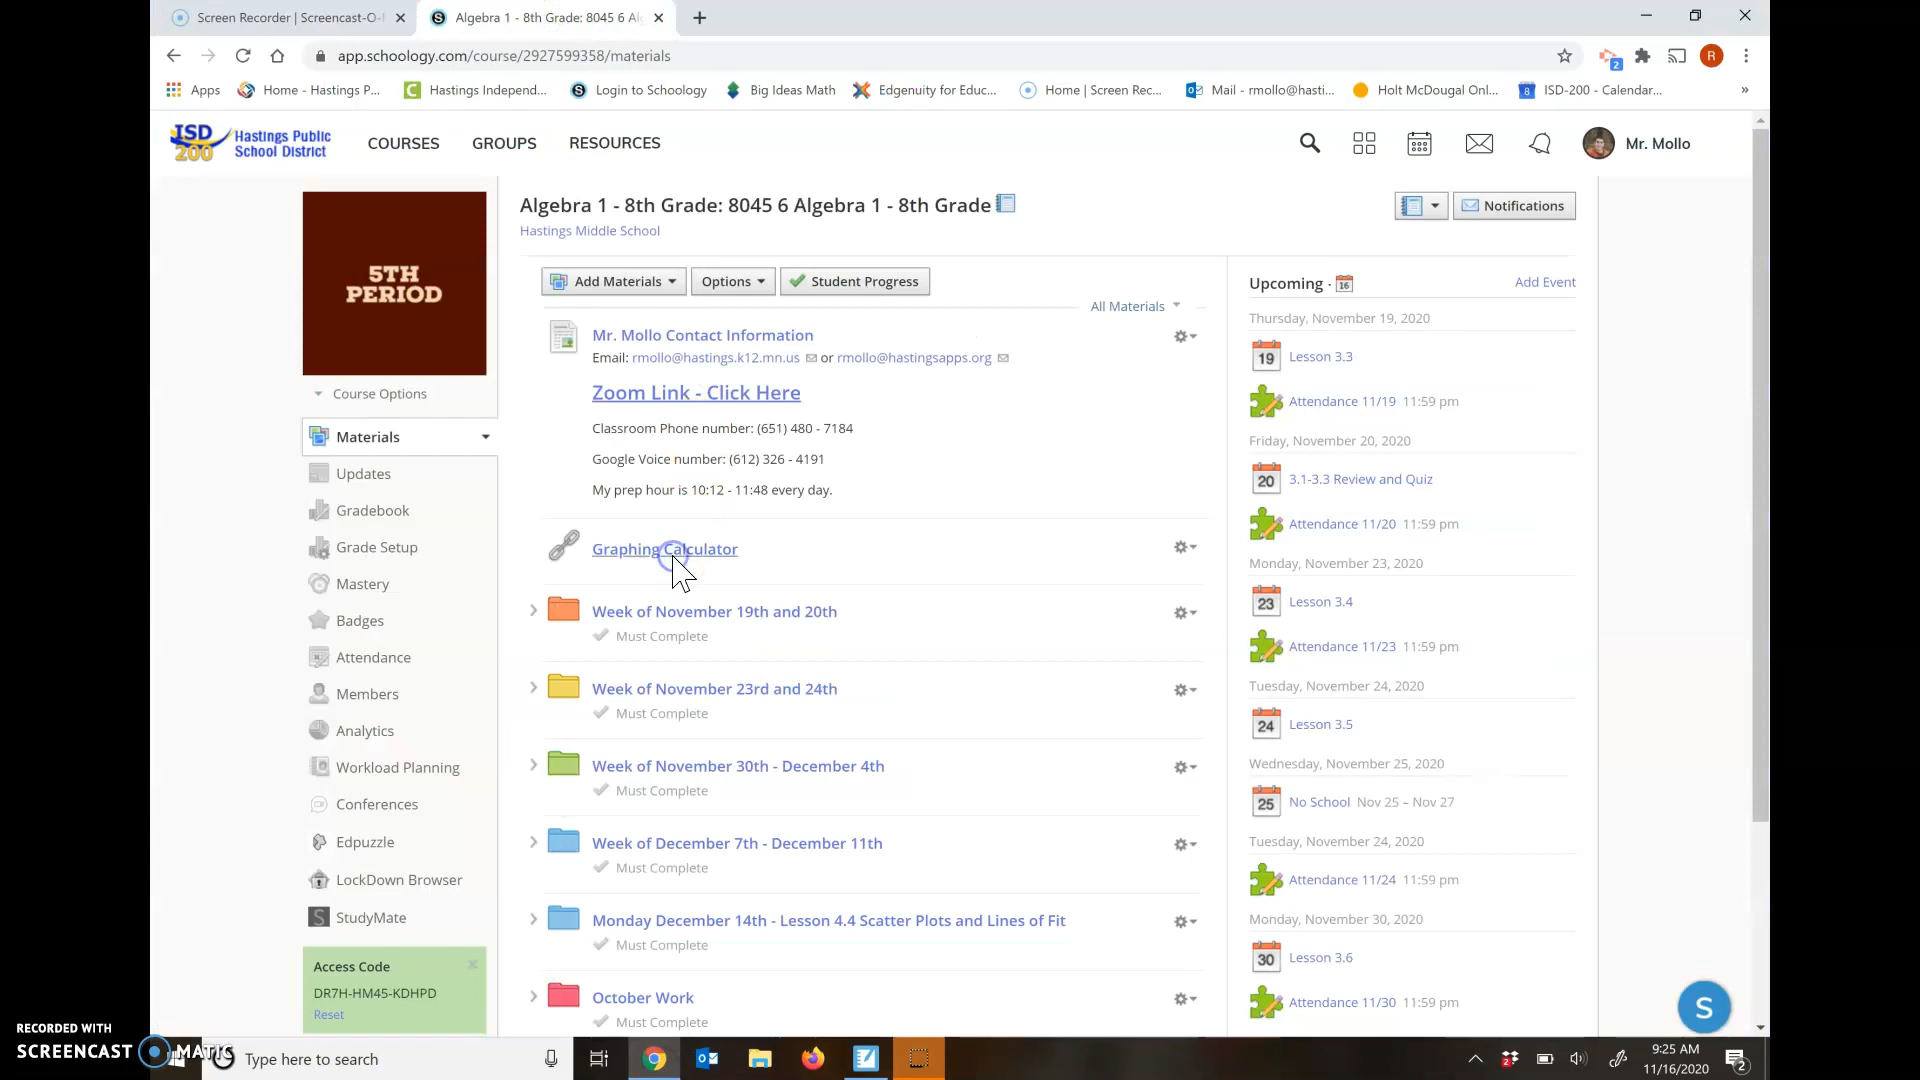 Screen Recorder | Screencast-O-
Algebra 1 - 8th Grade: 8045 6 Al
app.schoology.com/course/2927599358/materials
2
R
Apps
Home - Hastings P...
Hastings Independ...
Login to Schoology
Big Ideas Math
Edgenuity for Educ...
Home | Screen Rec...
Mail - rmollo@hasti...
Holt McDougal Onl...
ISD-200 - Calendar...
»
ISD 200
Hastings Public School District
COURSES
GROUPS
RESOURCES
Mr. Mollo
5TH
PERIOD
Course Options
Materials
Updates
Gradebook
Grade Setup
Mastery
Badges
Attendance
Members
Analytics
Workload Planning
Conferences
Edpuzzle
LockDown Browser
StudyMate
Access Code
DR7H-HM45-KDHPD
Reset
Algebra 1 - 8th Grade: 8045 6 Algebra 1 - 8th Grade
Hastings Middle School
Notifications
Add Materials
Options
Student Progress
All Materials
Mr. Mollo Contact Information
Email: rmollo@hastings.k12.mn.us or rmollo@hastingsapps.org
Zoom Link - Click Here
Classroom Phone number: (651) 480 - 7184
Google Voice number: (612) 326 - 4191
My prep hour is 10:12 - 11:48 every day.
Graphing Calculator
Week of November 19th and 20th
Must Complete
Week of November 23rd and 24th
Must Complete
Week of November 30th - December 4th
Must Complete
Week of December 7th - December 11th
Must Complete
Monday December 14th - Lesson 4.4 Scatter Plots and Lines of Fit
Must Complete
October Work
Must Complete
Upcoming · 16
Add Event
Thursday, November 19, 2020
19 Lesson 3.3
Attendance 11/19 11:59 pm
Friday, November 20, 2020
20 3.1-3.3 Review and Quiz
Attendance 11/20 11:59 pm
Monday, November 23, 2020
23 Lesson 3.4
Attendance 11/23 11:59 pm
Tuesday, November 24, 2020
24 Lesson 3.5
Wednesday, November 25, 2020
25 No School Nov 25 – Nov 27
Tuesday, November 24, 2020
Attendance 11/24 11:59 pm
Monday, November 30, 2020
30 Lesson 3.6
Attendance 11/30 11:59 pm
S
RECORDED WITH
SCREENCAST MATIC
Type here to search
9:25 AM
11/16/2020
2